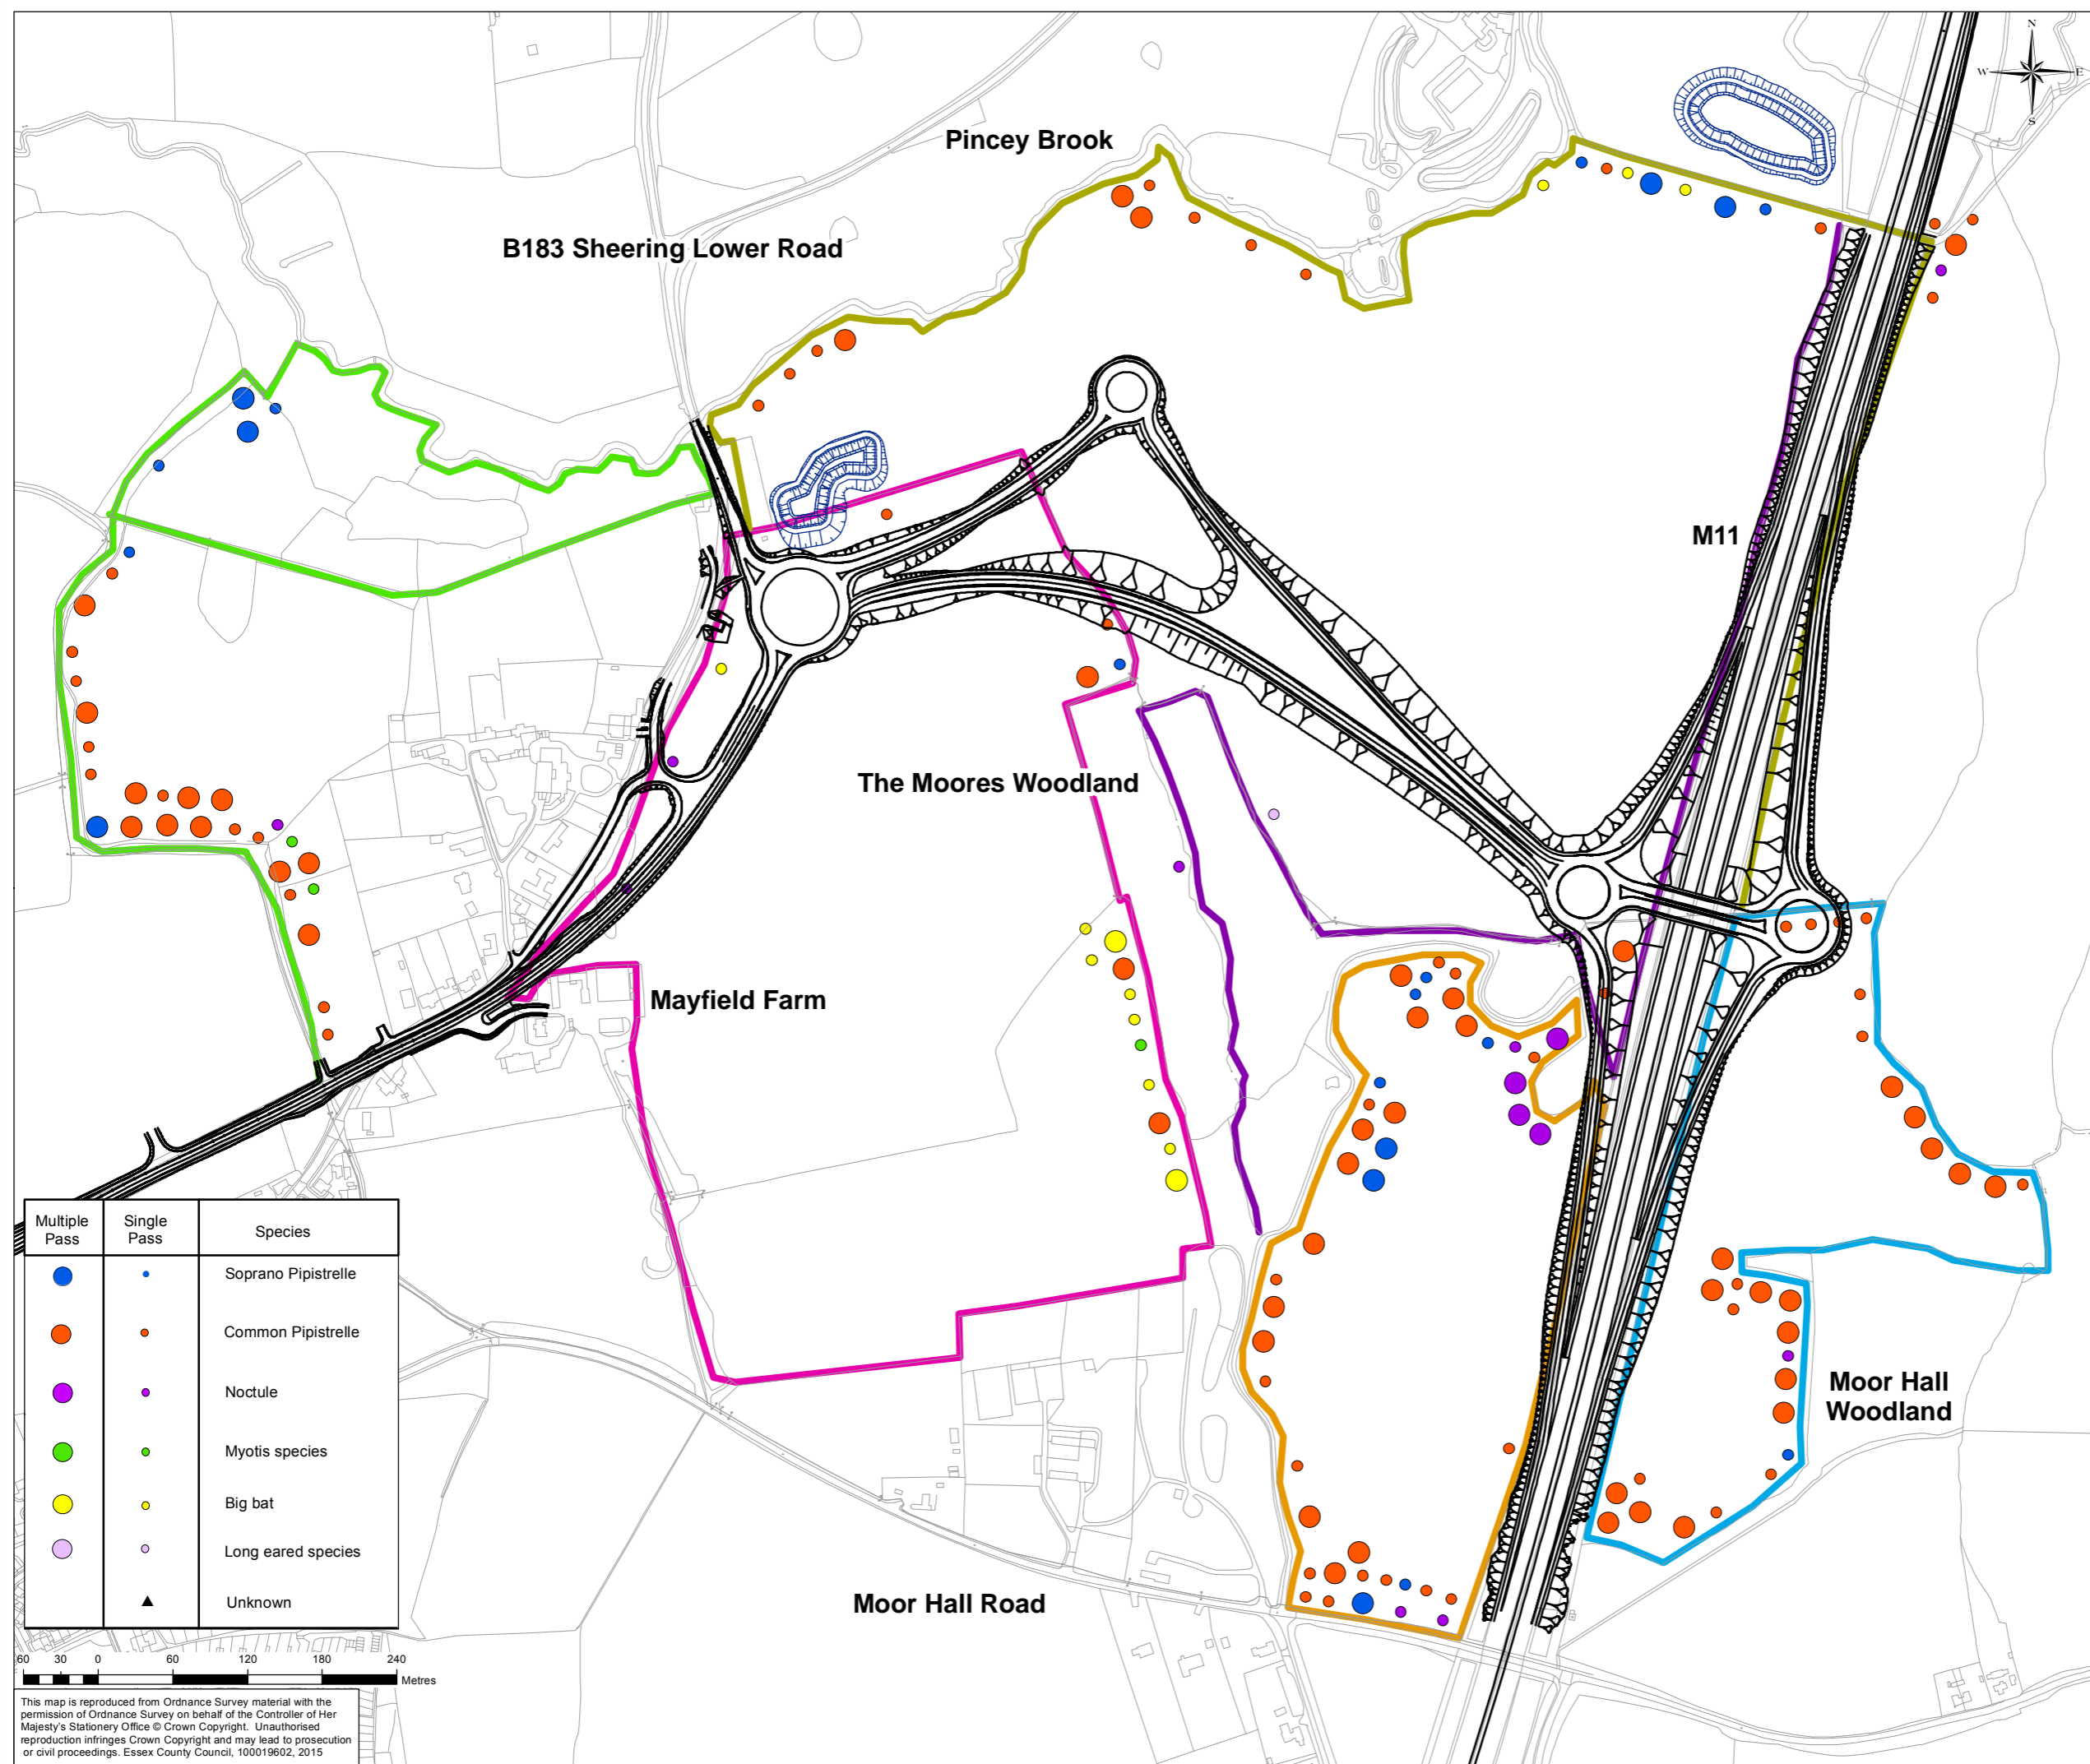 N
W
E
S
Pincey Brook
B183 Sheering Lower Road
M11
The Moores Woodland
Mayfield Farm
Moor Hall
Woodland
Moor Hall Road
Multiple
Pass
Single
Pass
Species
Soprano Pipistrelle
Common Pipistrelle
Noctule
Myotis species
Big bat
Long eared species
Unknown
60 30 0 60 120 180 240
Metres
This map is reproduced from Ordnance Survey material with the
permission of Ordnance Survey on behalf of the Controller of Her
Majesty's Stationery Office © Crown Copyright. Unauthorised
reproduction infringes Crown Copyright and may lead to prosecution
or civil proceedings. Essex County Council, 100019602, 2015